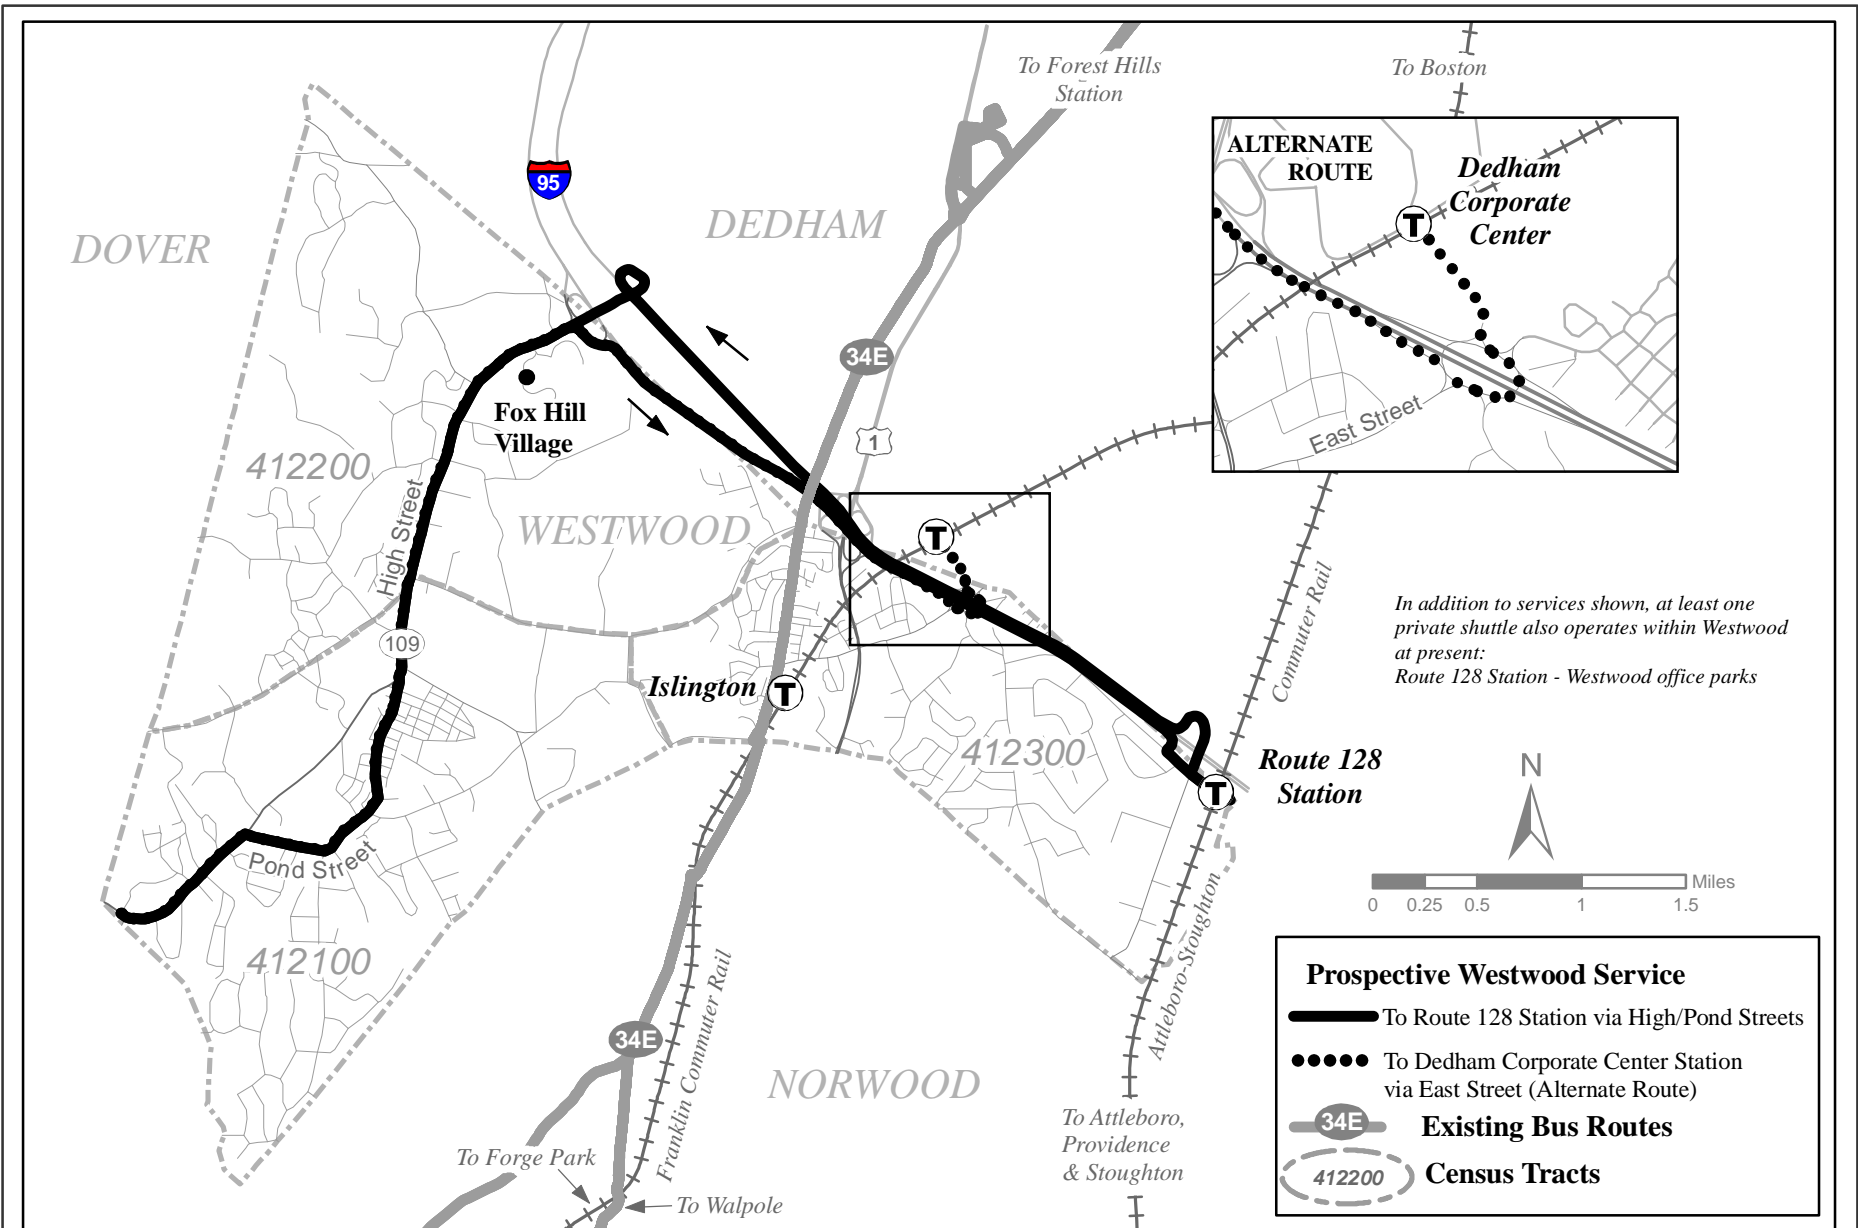 To Forest Hills
Station
To Boston
ALTERNATE
ROUTE
Dedham
Corporate
Center
T
East Street
95
DOVER
DEDHAM
34E
1
Fox Hill
Village
412200
High Street
WESTWOOD
T
109
Islington
T
412300
Commuter Rail
In addition to services shown, at least one
private shuttle also operates within Westwood
at present:
Route 128 Station - Westwood office parks
Route 128
Station
T
N
Miles
0 0.25 0.5 1 1.5
Pond Street
412100
Attleboro-Stoughton
Franklin Commuter Rail
34E
NORWOOD
To Attleboro,
Providence
& Stoughton
To Forge Park
To Walpole
Prospective Westwood Service
To Route 128 Station via High/Pond Streets
To Dedham Corporate Center Station
via East Street (Alternate Route)
34E Existing Bus Routes
412200 Census Tracts